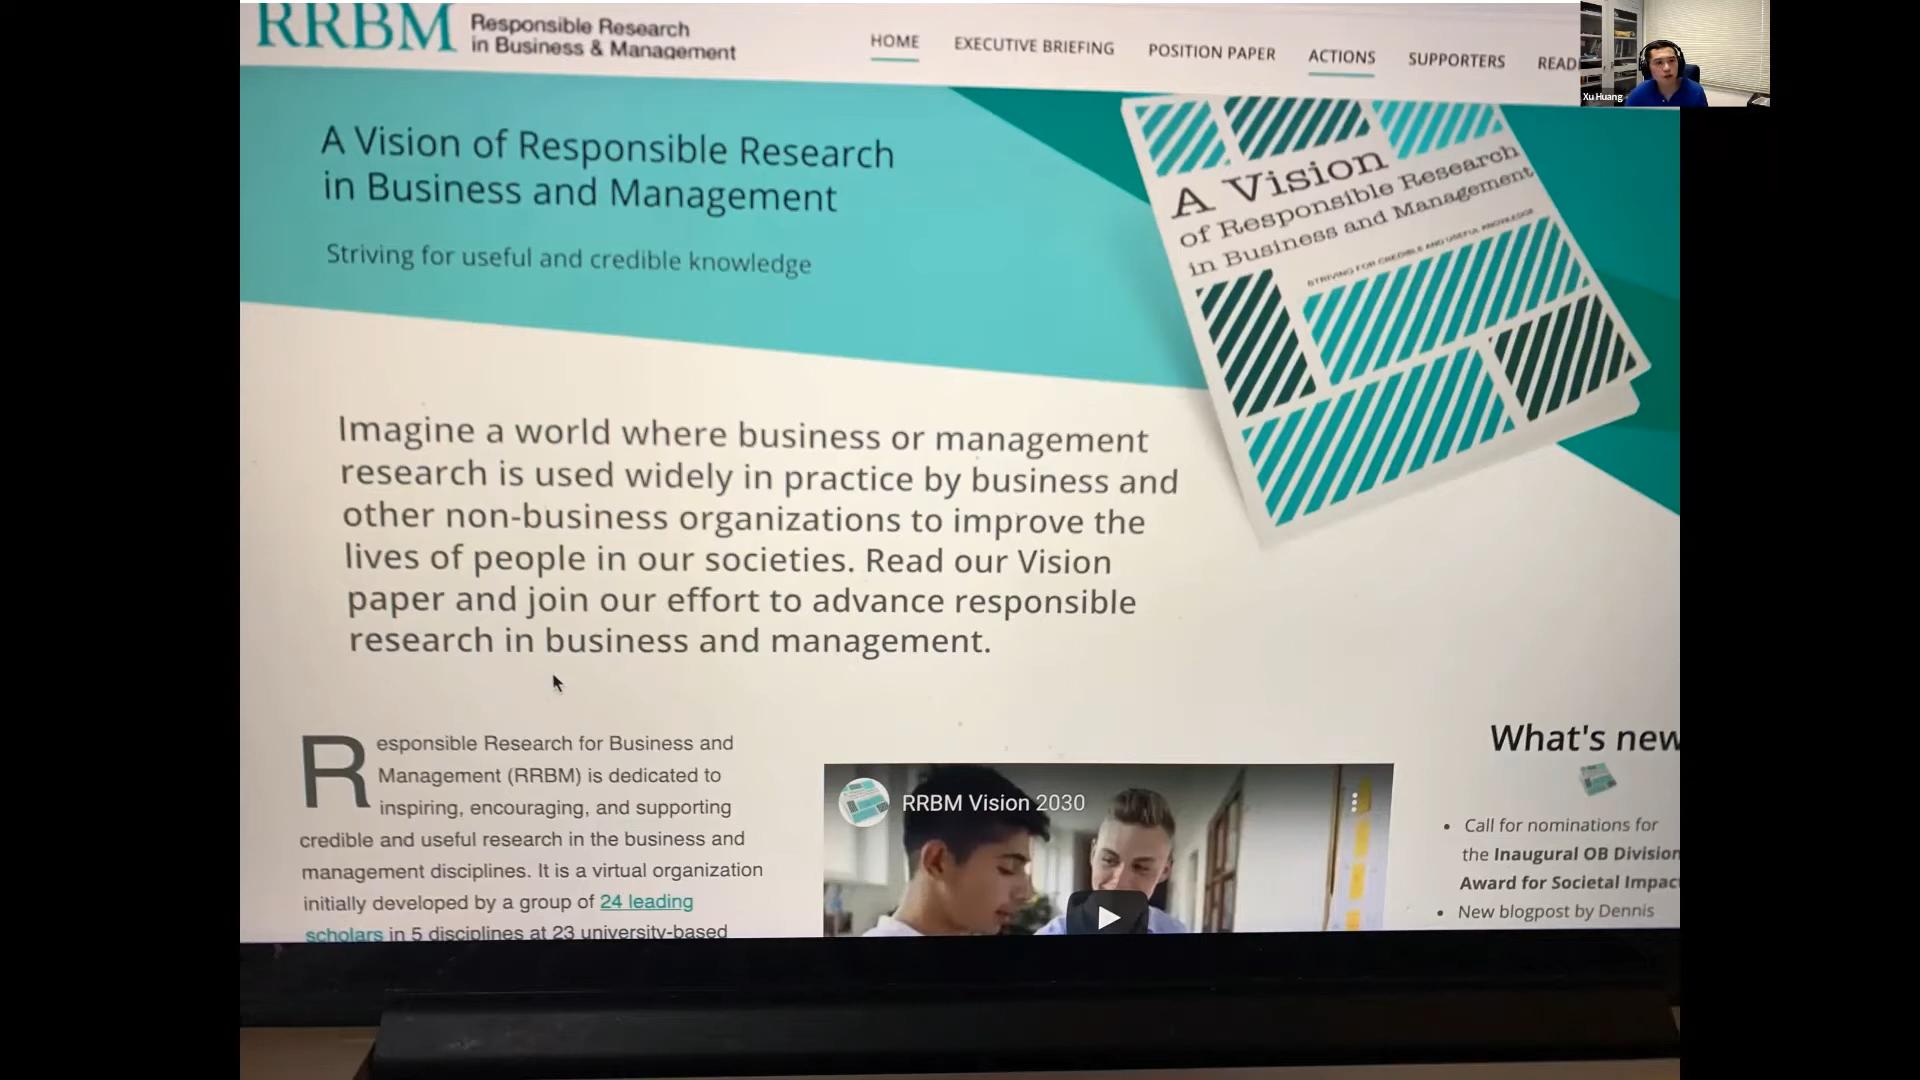 RRBM
Responsible Research
in Business & Management
HOME
EXECUTIVE BRIEFING
POSITION PAPER
ACTIONS
SUPPORTERS
READ
Xu Huang
A Vision of Responsible Research
in Business and Management
Striving for useful and credible knowledge
A Vision
of Responsible Research
in Business and Management
STRIVING FOR CREDIBLE AND USEFUL KNOWLEDGE
Imagine a world where business or management
research is used widely in practice by business and
other non-business organizations to improve the
lives of people in our societies. Read our Vision
paper and join our effort to advance responsible
research in business and management.
Responsible Research for Business and
Management (RRBM) is dedicated to
inspiring, encouraging, and supporting
credible and useful research in the business and
management disciplines. It is a virtual organization
initially developed by a group of 24 leading
scholars in 5 disciplines at 23 university-based
RRBM Vision 2030
What's new
• Call for nominations for
the Inaugural OB Division
Award for Societal Impac
• New blogpost by Dennis